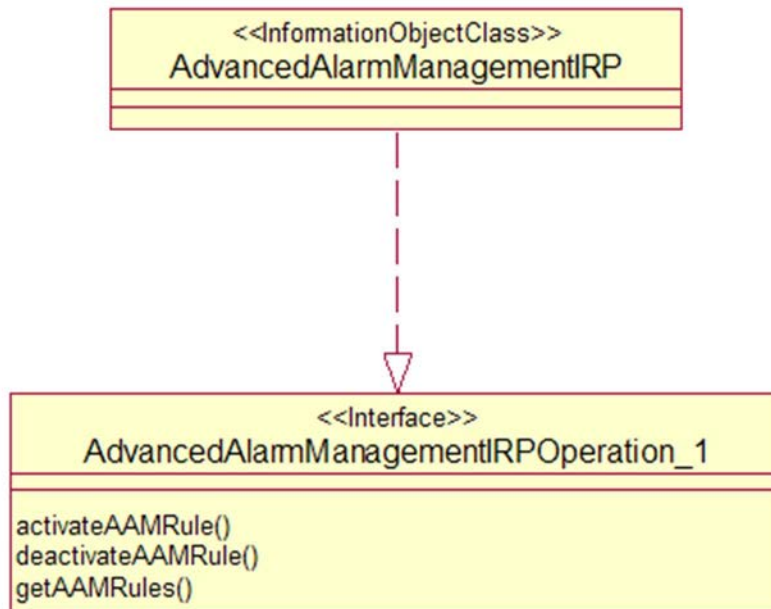 <<InformationObjectClass>>
AdvancedAlarmManagementIRP
<<Interface>>
AdvancedAlarmManagementIRPOperation_1
activateAAMRule()
deactivateAAMRule()
getAAMRules()